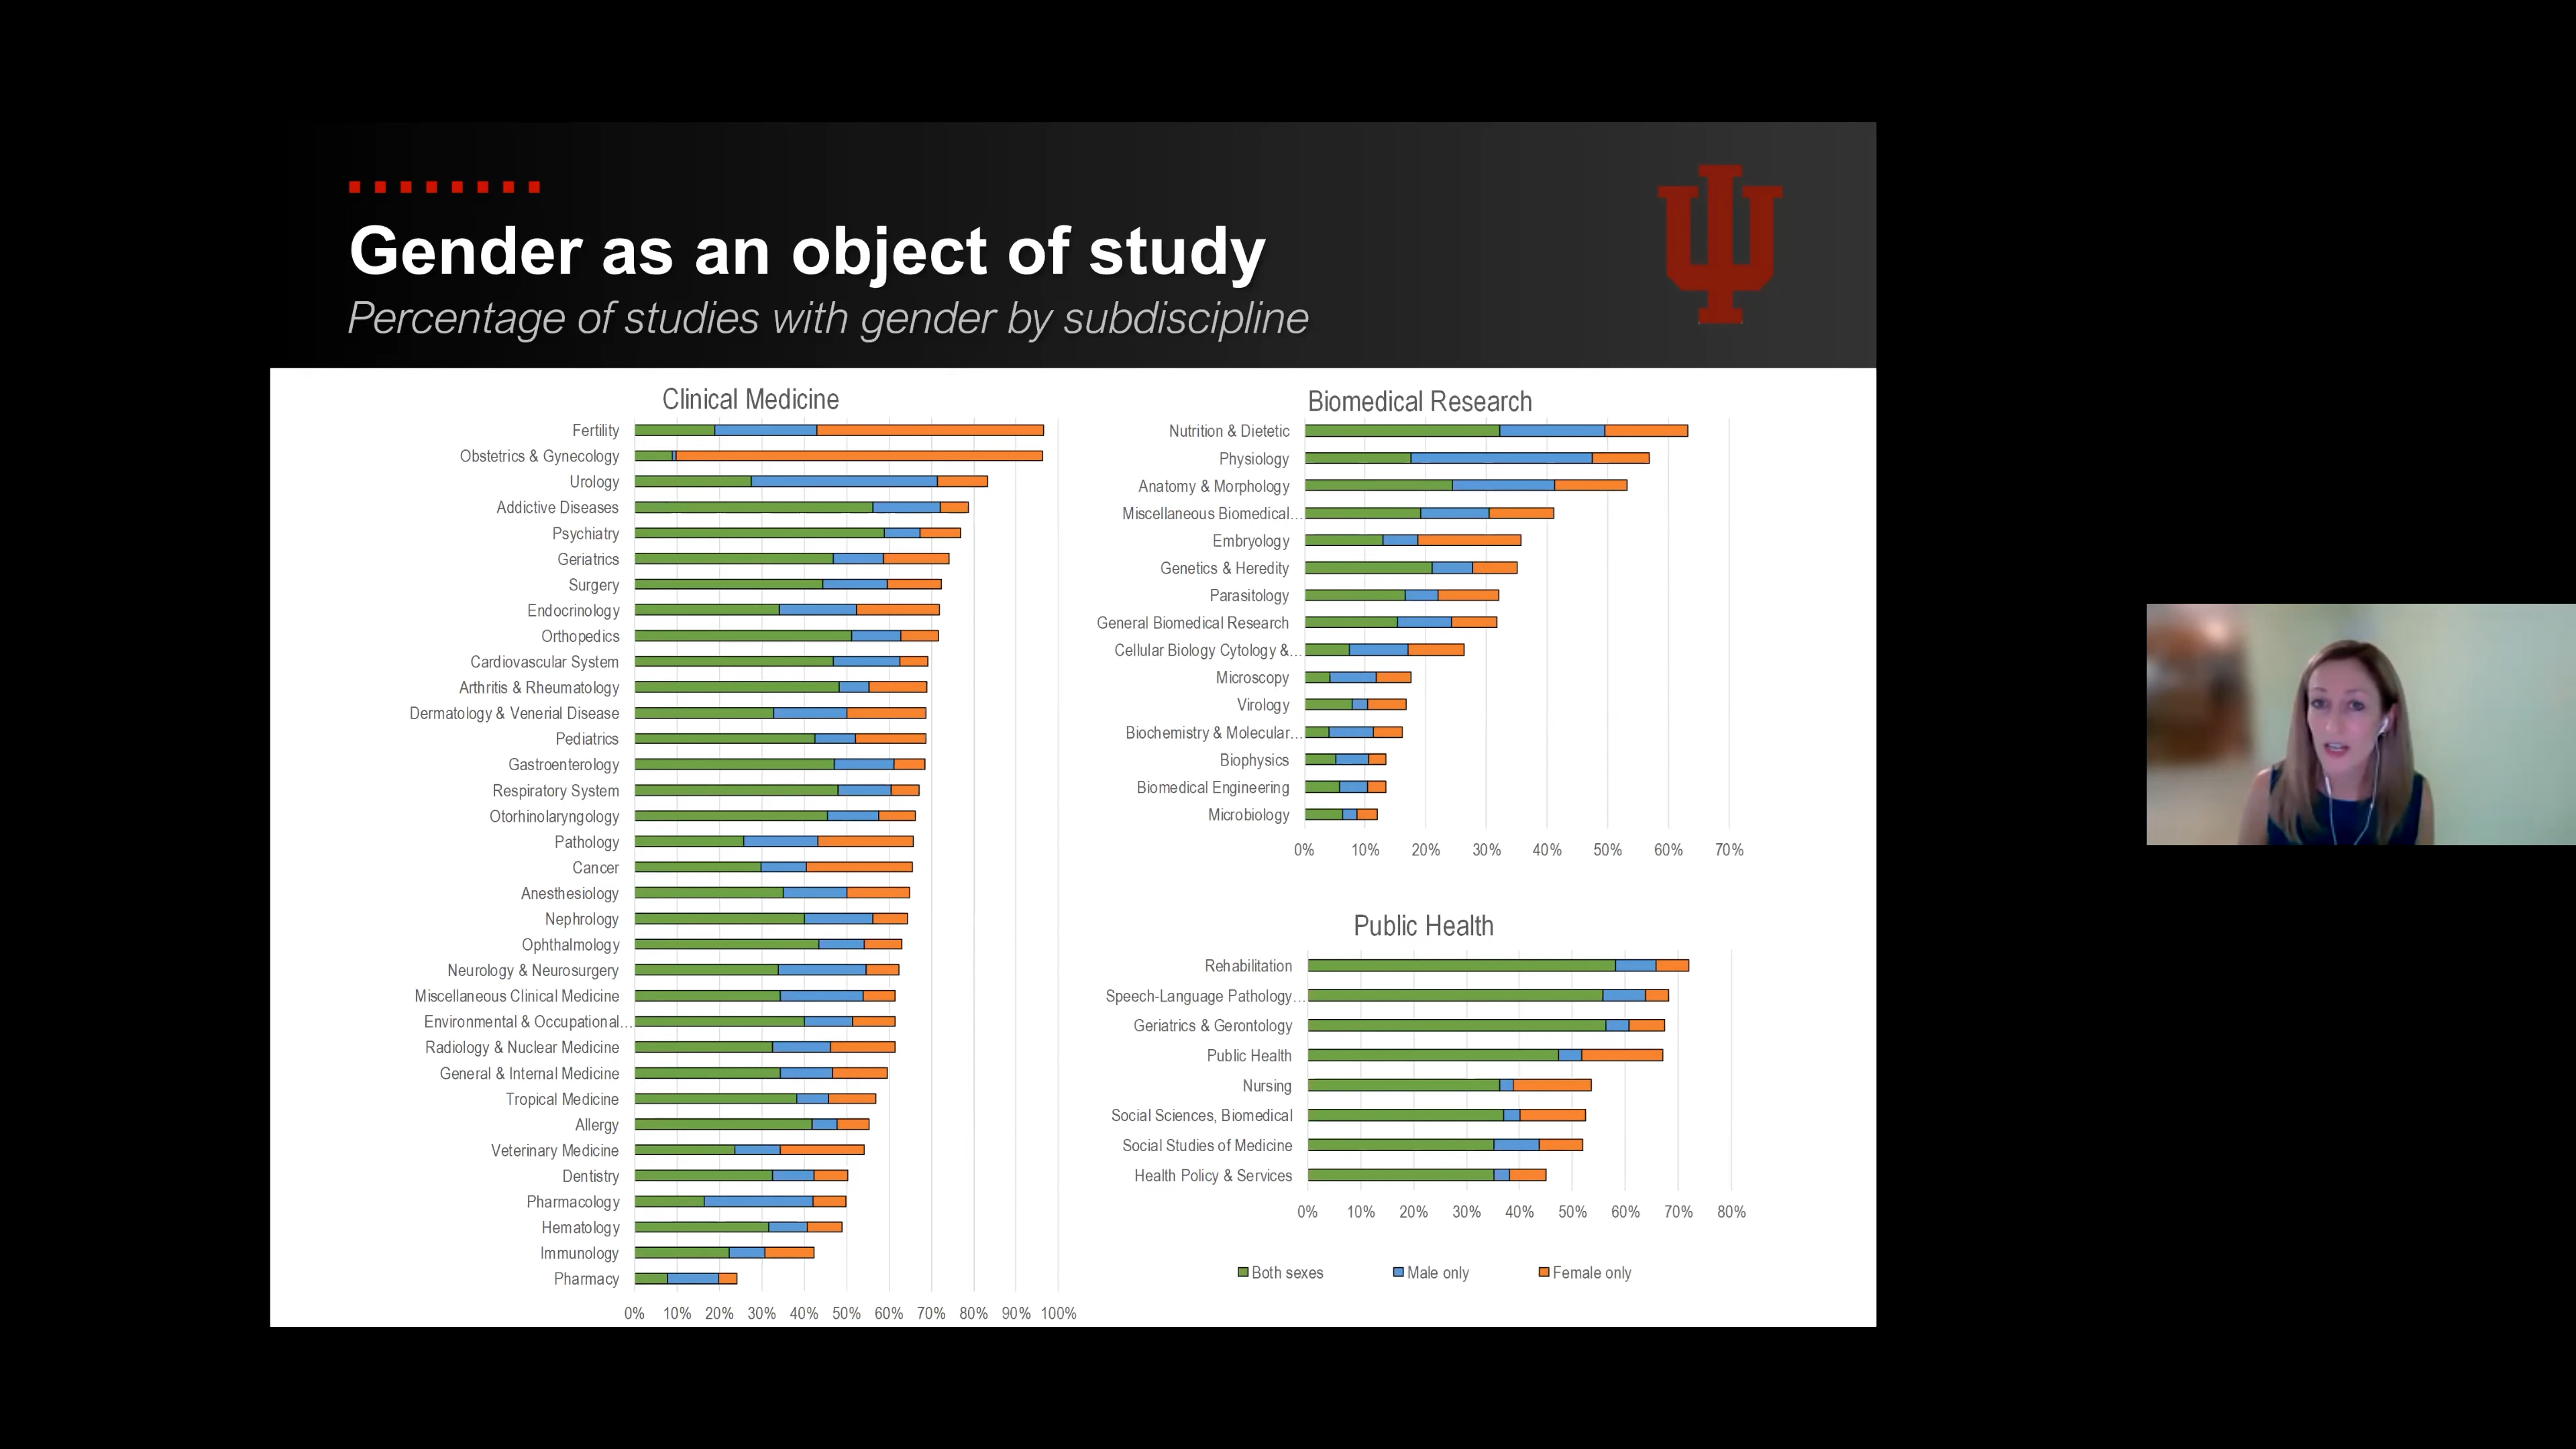 Gender as an object of study
Percentage of studies with gender by subdiscipline
Clinical Medicine
Fertility
Obstetrics & Gynecology
Urology
Addictive Diseases
Psychiatry
Geriatrics
Surgery
Endocrinology
Orthopedics
Cardiovascular System
Arthritis & Rheumatology
Dermatology & Venerial Disease
Pediatrics
Gastroenterology
Respiratory System
Otorhinolaryngology
Pathology
Cancer
Anesthesiology
Nephrology
Ophthalmology
Neurology & Neurosurgery
Miscellaneous Clinical Medicine
Environmental & Occupational...
Radiology & Nuclear Medicine
General & Internal Medicine
Tropical Medicine
Allergy
Veterinary Medicine
Dentistry
Pharmacology
Hematology
Immunology
Pharmacy
0% 10% 20% 30% 40% 50% 60% 70% 80% 90% 100%
Biomedical Research
Nutrition & Dietetic
Physiology
Anatomy & Morphology
Miscellaneous Biomedical...
Embryology
Genetics & Heredity
Parasitology
General Biomedical Research
Cellular Biology Cytology &...
Microscopy
Virology
Biochemistry & Molecular...
Biophysics
Biomedical Engineering
Microbiology
0% 10% 20% 30% 40% 50% 60% 70%
Public Health
Rehabilitation
Speech-Language Pathology...
Geriatrics & Gerontology
Public Health
Nursing
Social Sciences, Biomedical
Social Studies of Medicine
Health Policy & Services
0% 10% 20% 30% 40% 50% 60% 70% 80%
Both sexes Male only Female only